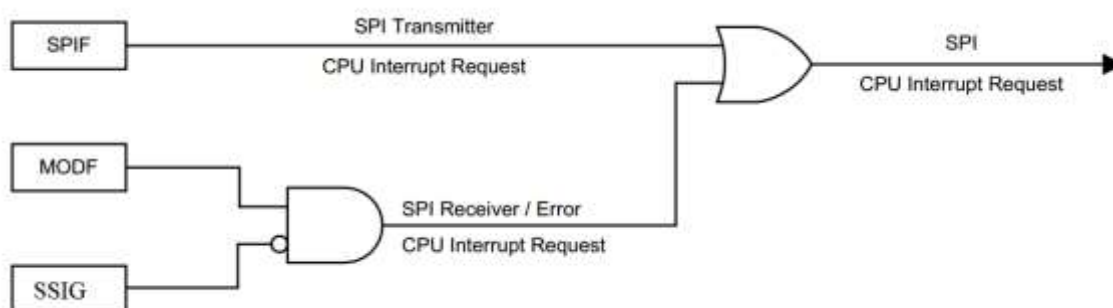 SPIF
SPI Transmitter
CPU Interrupt Request
SPI
CPU Interrupt Request
MODF
SPI Receiver / Error
CPU Interrupt Request
SSIG